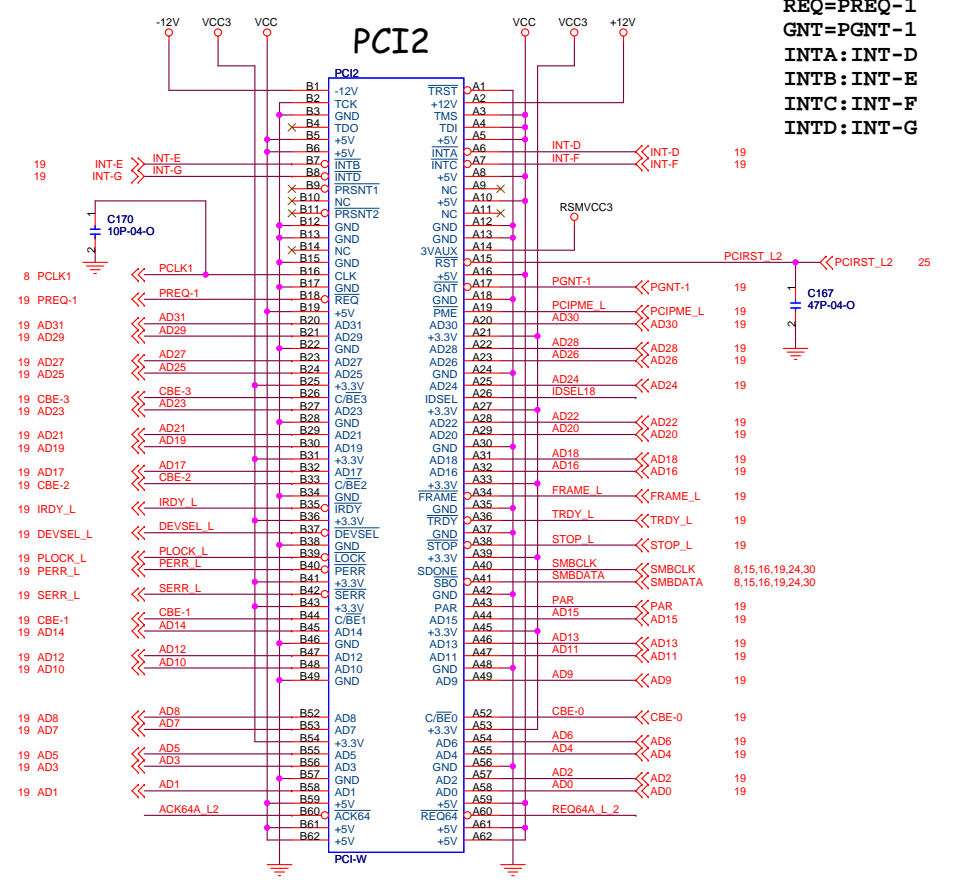 REQ=PREQ-1
GNT=PGNT-1
INTA:INT-D
INTB:INT-E
INTC:INT-F
INTD:INT-G
-12V VCC3 VCC PCI2 VCC VCC3 +12V
PCI2
B1 -12V TRST A1
B2 TCK +12V A2
B3 GND TMS A3
B4 TDO TDI A4
B5 +5V +5V A5
B6 +5V INTA A6 INT-D INT-D 19
19 INT-E INT-E B7 INTB INTC A7 INT-F INT-F 19
19 INT-G INT-G B8 INTD +5V A8
B9 PRSNT1 NC A9
B10 NC +5V A10
B11 PRSNT2 NC A11
RSMVCC3
1 C170 10P-04-O 2
B12 GND GND A12
B13 GND GND A13
B14 NC 3VAUX A14
B15 GND RST A15 PCIRST_L2 PCIRST_L2 25
8 PCLK1 PCLK1 B16 CLK +5V A16
B17 GND GNT A17 PGNT-1 PGNT-1 19
1 C167 47P-04-O 2
19 PREQ-1 PREQ-1 B18 REQ GND A18
B19 +5V PME A19 PCIPME_L PCIPME_L 19
19 AD31 AD31 B20 AD31 AD30 A20 AD30 AD30 19
19 AD29 AD29 B21 AD29 +3.3V A21
B22 GND AD28 A22 AD28 AD28 19
19 AD27 AD27 B23 AD27 AD26 A23 AD26 AD26 19
19 AD25 AD25 B24 AD25 GND A24
B25 +3.3V AD24 A25 AD24 AD24 19
19 CBE-3 CBE-3 B26 C/BE3 IDSEL A26 IDSEL18
19 AD23 AD23 B27 AD23 +3.3V A27
B28 GND AD22 A28 AD22 AD22 19
19 AD21 AD21 B29 AD21 AD20 A29 AD20 AD20 19
19 AD19 AD19 B30 AD19 GND A30
B31 +3.3V AD18 A31 AD18 AD18 19
19 AD17 AD17 B32 AD17 AD16 A32 AD16 AD16 19
19 CBE-2 CBE-2 B33 C/BE2 +3.3V A33
B34 GND FRAME A34 FRAME_L FRAME_L 19
19 IRDY_L IRDY_L B35 IRDY GND A35
B36 +3.3V TRDY A36 TRDY_L TRDY_L 19
19 DEVSEL_L DEVSEL_L B37 DEVSEL GND A37
B38 GND STOP A38 STOP_L STOP_L 19
19 PLOCK_L PLOCK_L B39 LOCK +3.3V A39
19 PERR_L PERR_L B40 PERR SDONE A40 SMBCLK SMBCLK 8,15,16,19,24,30
B41 +3.3V SBO A41 SMBDATA SMBDATA 8,15,16,19,24,30
19 SERR_L SERR_L B42 SERR GND A42
B43 +3.3V PAR A43 PAR PAR 19
19 CBE-1 CBE-1 B44 C/BE1 AD15 A44 AD15 AD15 19
19 AD14 AD14 B45 AD14 +3.3V A45
B46 GND AD13 A46 AD13 AD13 19
19 AD12 AD12 B47 AD12 AD11 A47 AD11 AD11 19
19 AD10 AD10 B48 AD10 GND A48
B49 GND AD9 A49 AD9 AD9 19
19 AD8 AD8 B52 AD8 C/BE0 A52 CBE-0 CBE-0 19
19 AD7 AD7 B53 AD7 +3.3V A53
B54 +3.3V AD6 A54 AD6 AD6 19
19 AD5 AD5 B55 AD5 AD4 A55 AD4 AD4 19
19 AD3 AD3 B56 AD3 GND A56
B57 GND AD2 A57 AD2 AD2 19
19 AD1 AD1 B58 AD1 AD0 A58 AD0 AD0 19
B59 +5V +5V A59
ACK64A_L2 B60 ACK64 REQ64 A60 REQ64A_L_2
B61 +5V +5V A61
B62 +5V +5V A62
PCI-W